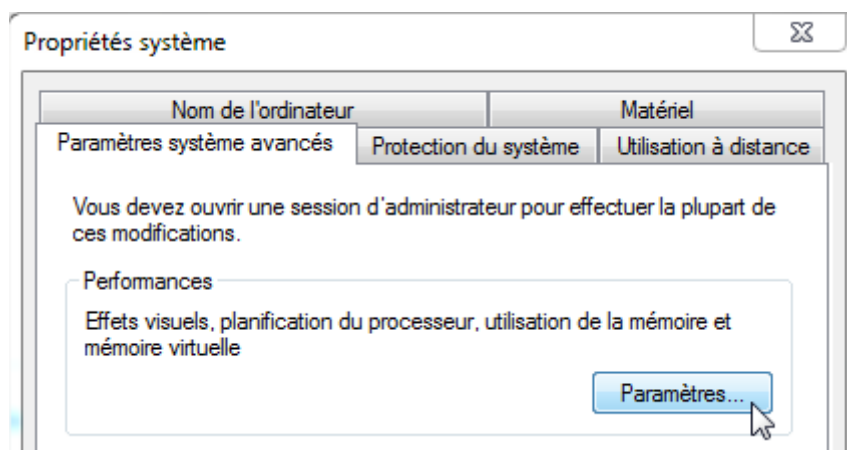 Propriétés système
Nom de l'ordinateur
Matériel
Paramètres système avancés
Protection du système
Utilisation à distance
Vous devez ouvrir une session d'administrateur pour effectuer la plupart de
ces modifications.
Performances
Effets visuels, planification du processeur, utilisation de la mémoire et
mémoire virtuelle
Paramètres...